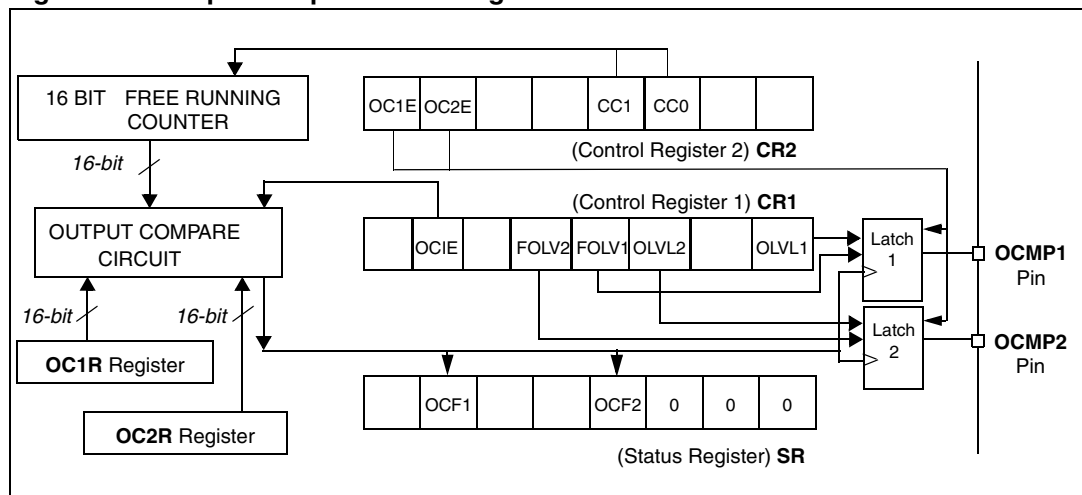 16 BIT FREE RUNNING
COUNTER
16-bit
OC1E OC2E CC1 CC0
(Control Register 2) CR2
(Control Register 1) CR1
OUTPUT COMPARE
CIRCUIT
OCIE FOLV2 FOLV1 OLVL2 OLVL1
Latch
1
OCMP1
Pin
16-bit
16-bit
Latch
2
OCMP2
Pin
OC1R Register
OCF1 OCF2 0 0 0
OC2R Register
(Status Register) SR